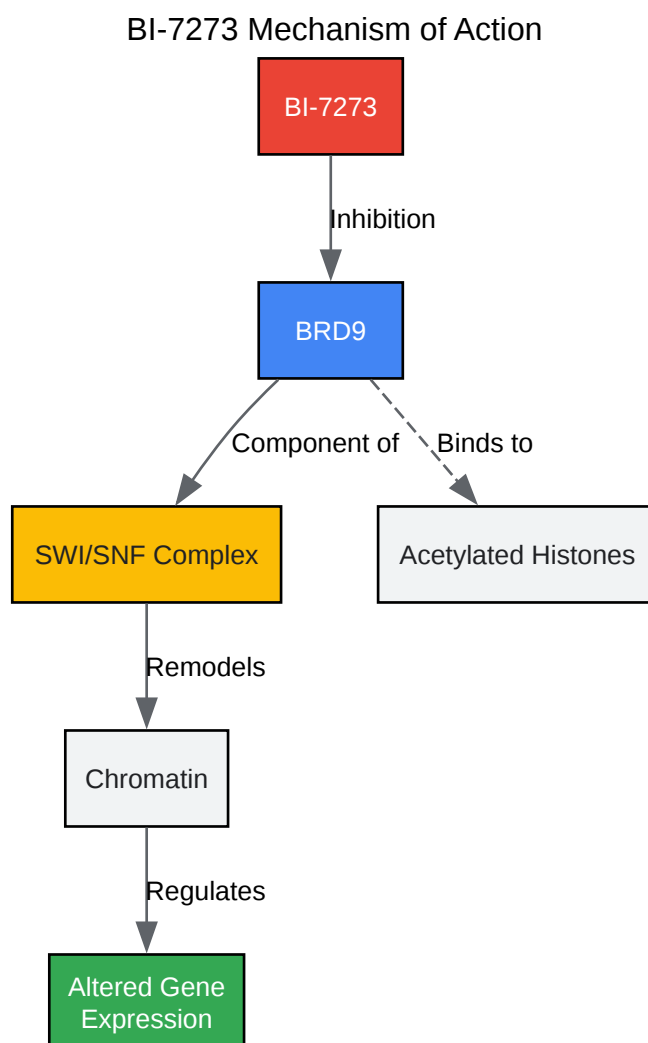 BI-7273 Mechanism of Action
BI-7273
Inhibition
BRD9
Component of
Binds to
SWI/SNF Complex
Acetylated Histones
Remodels
Chromatin
Regulates
Altered Gene
Expression